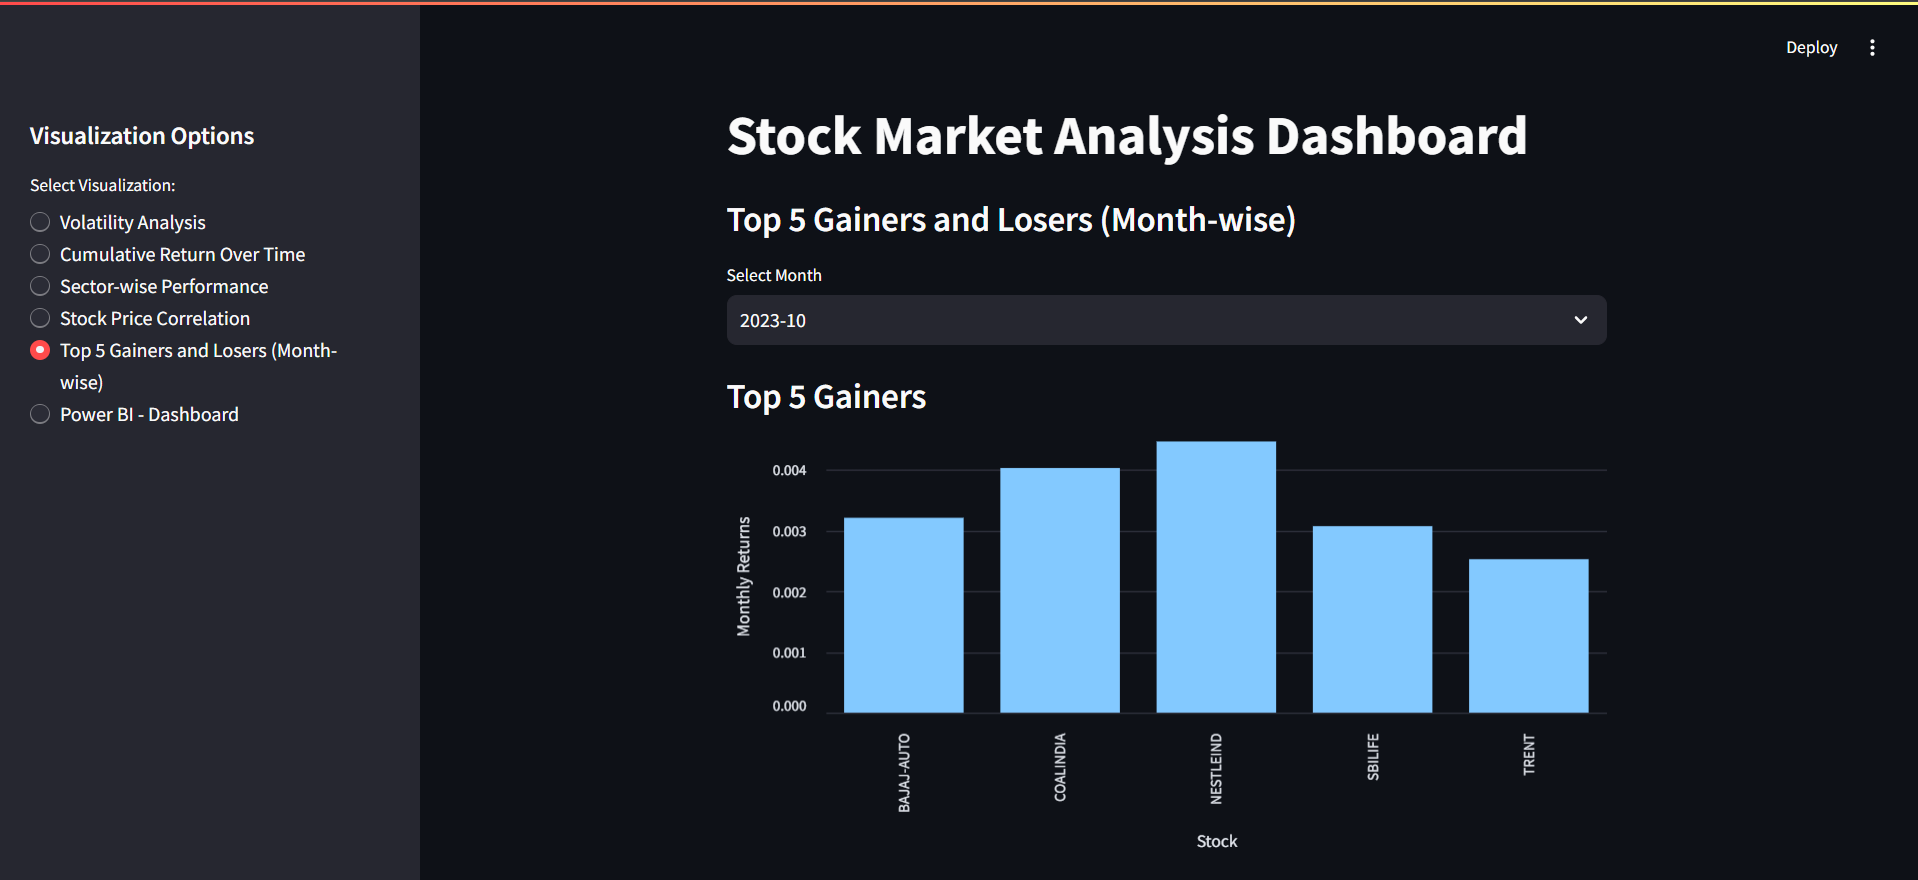 Deploy
Visualization Options
Select Visualization:
Volatility Analysis
Cumulative Return Over Time
Sector-wise Performance
Stock Price Correlation
Top 5 Gainers and Losers (Month-
wise)
Power BI - Dashboard
Stock Market Analysis Dashboard
Top 5 Gainers and Losers (Month-wise)
Select Month
2023-10
Top 5 Gainers
Monthly Returns
0.004
0.003
0.002
0.001
0.000
BAJAJ-AUTO
COALINDIA
NESTLEIND
SBILIFE
TRENT
Stock